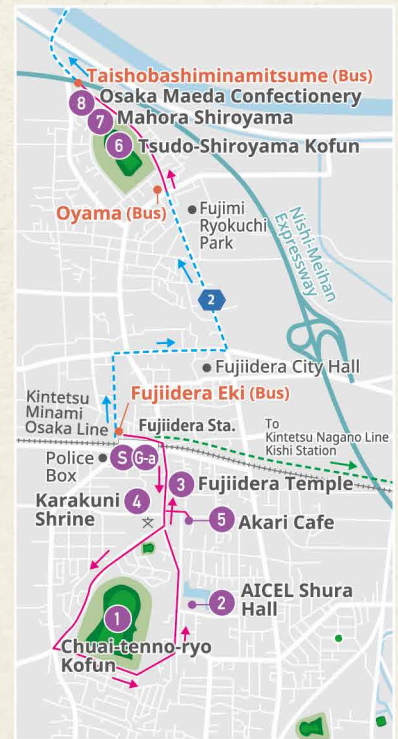 Taishobashiminamitsume (Bus)
8 Osaka Maeda Confectionery
7 Mahora Shiroyama
6 Tsudo-Shiroyama Kofun
Oyama (Bus)
Fujimi
Ryokuchi
Park
Nishi-Meihan
Expressway
2
Fujiidera City Hall
Kintetsu
Minami
Osaka Line
Fujiidera Eki (Bus)
Fujiidera Sta.
To
Kintetsu Nagano Line
Kishi Station
Police
Box
S G-a
3 Fujiidera Temple
Karakuni
Shrine
4
5 Akari Cafe
文
2 AICEL Shura
Hall
1
Chuai-tenno-ryo
Kofun